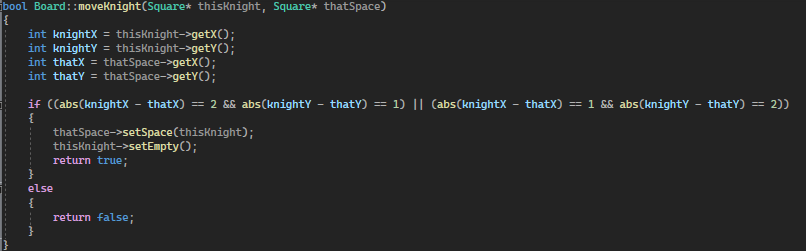 bool Board::moveKnight(Square* thisKnight, Square* thatSpace)
{
    int knightX = thisKnight->getX();
    int knightY = thisKnight->getY();
    int thatX = thatSpace->getX();
    int thatY = thatSpace->getY();

    if ((abs(knightX - thatX) == 2 && abs(knightY - thatY) == 1) || (abs(knightX - thatX) == 1 && abs(knightY - thatY) == 2))
    {
        thatSpace->setSpace(thisKnight);
        thisKnight->setEmpty();
        return true;
    }
    else
    {
        return false;
    }
}